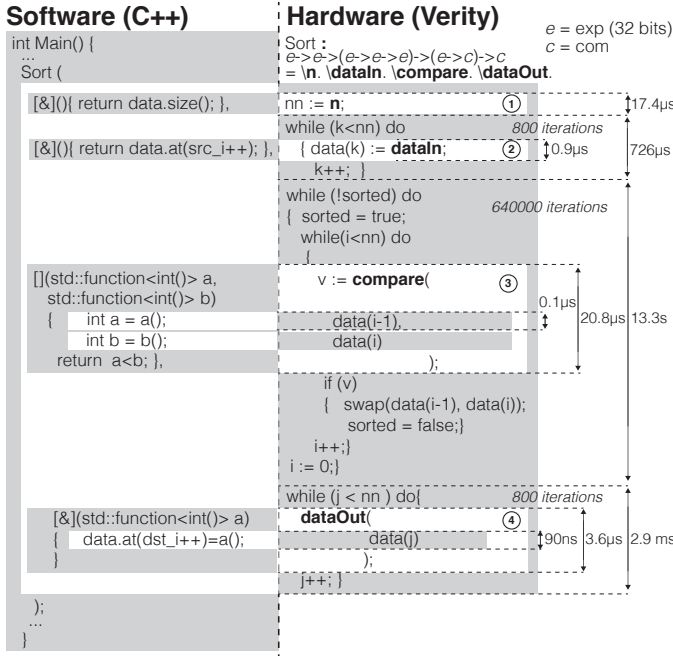 Software (C++) Hardware (Verity)
e = exp (32 bits)
c = com
int Main() { Sort :
... e->e->(e->e->e)->(e->c)->c
Sort ( = \n. \dataIn. \compare. \dataOut.
[&](){ return data.size(); }, nn := n; 1 17.4µs
while (k<nn) do 800 iterations
[&](){ return data.at(src_i++); }, { data(k) := dataIn; 2 0.9µs 726µs
k++; }
while (!sorted) do
{ sorted = true; 640000 iterations
while(i<nn) do
{
[](std::function<int()> a, v := compare( 3
std::function<int()> b) 0.1µs
{ int a = a(); data(i-1), 20.8µs 13.3s
int b = b(); data(i)
return a<b; }, );
if (v)
{ swap(data(i-1), data(i));
sorted = false;}
i++;}
i := 0;}
while (j < nn ) do{ 800 iterations
[&](std::function<int()> a) dataOut( 4
{ data.at(dst_i++)=a(); data(j) 90ns 3.6µs 2.9 ms
} );
j++; }
);
...
}